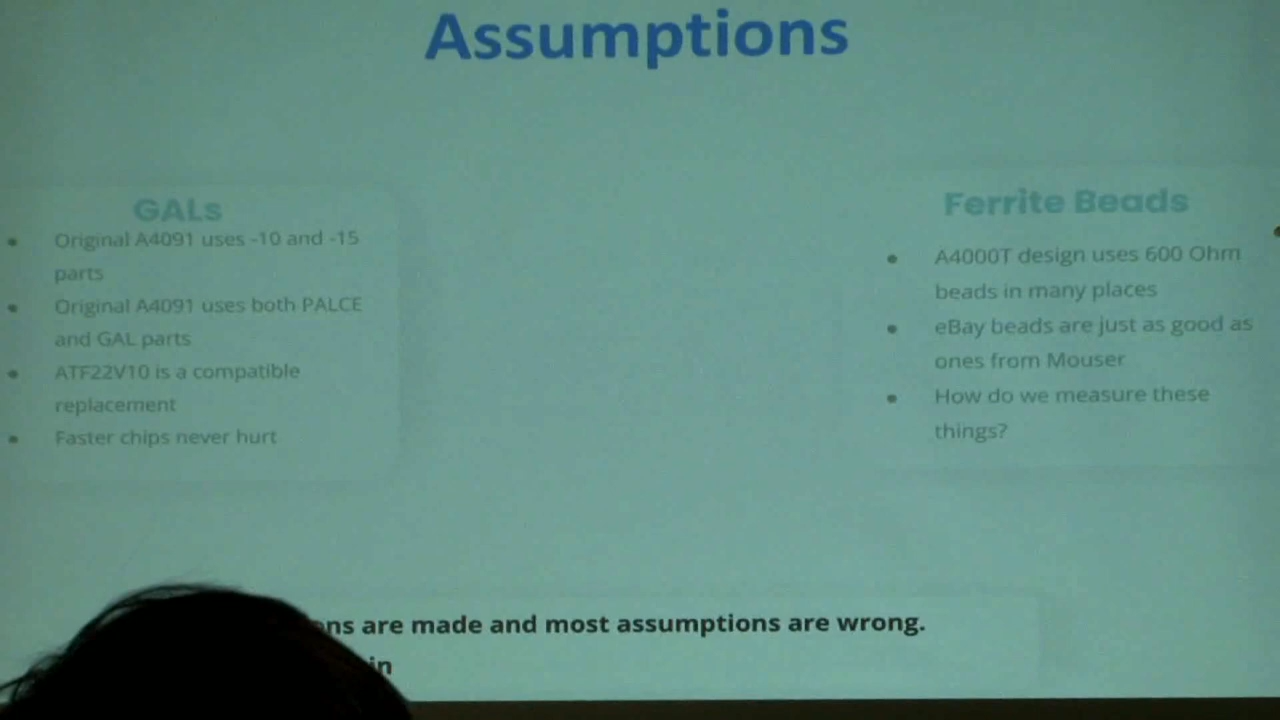 Assumptions
GALs
Original A4091 uses -10 and -15
parts
Original A4091 uses both PALCE
and GAL parts
ATF22V10 is a compatible
replacement
Faster chips never hurt
Ferrite Beads
A4000T design uses 600 Ohm
beads in many places
eBay beads are just as good as
ones from Mouser
How do we measure these
things?
are made and most assumptions are wrong.